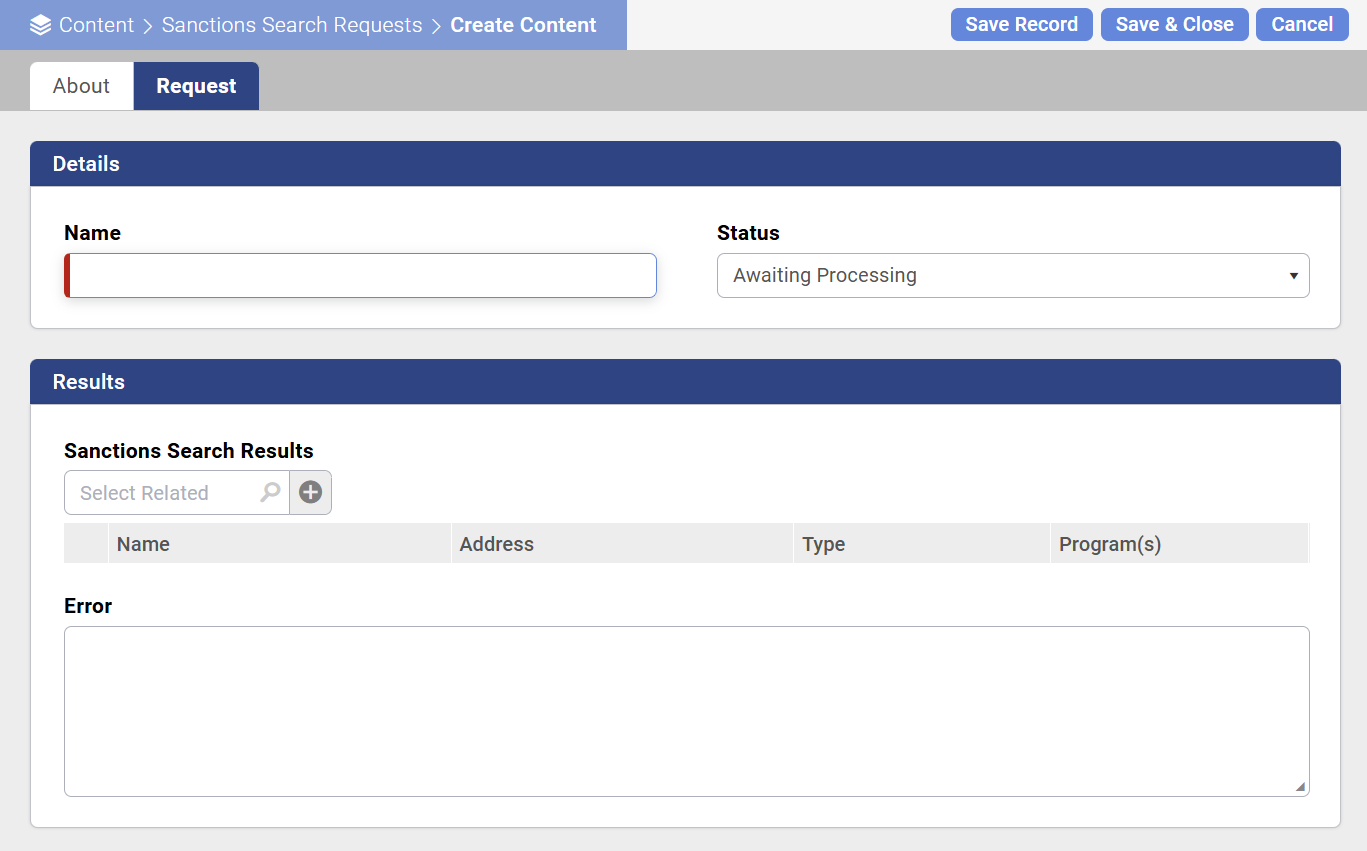 Content > Sanctions Search Requests > Create Content
Save Record Save & Close Cancel
About Request
Details
Name Status
Awaiting Processing
Results
Sanctions Search Results
Select Related
Name Address Type Program(s)
Error